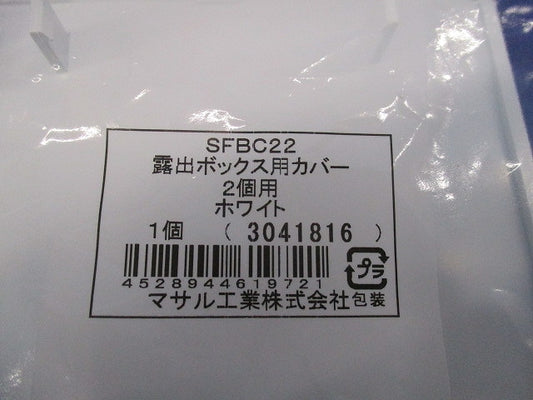 SFBC22
露出ボックス用カバー
2個用
ホワイト
1個 (3041816)
4528944619721
プラ
マサル工業株式会社 包装